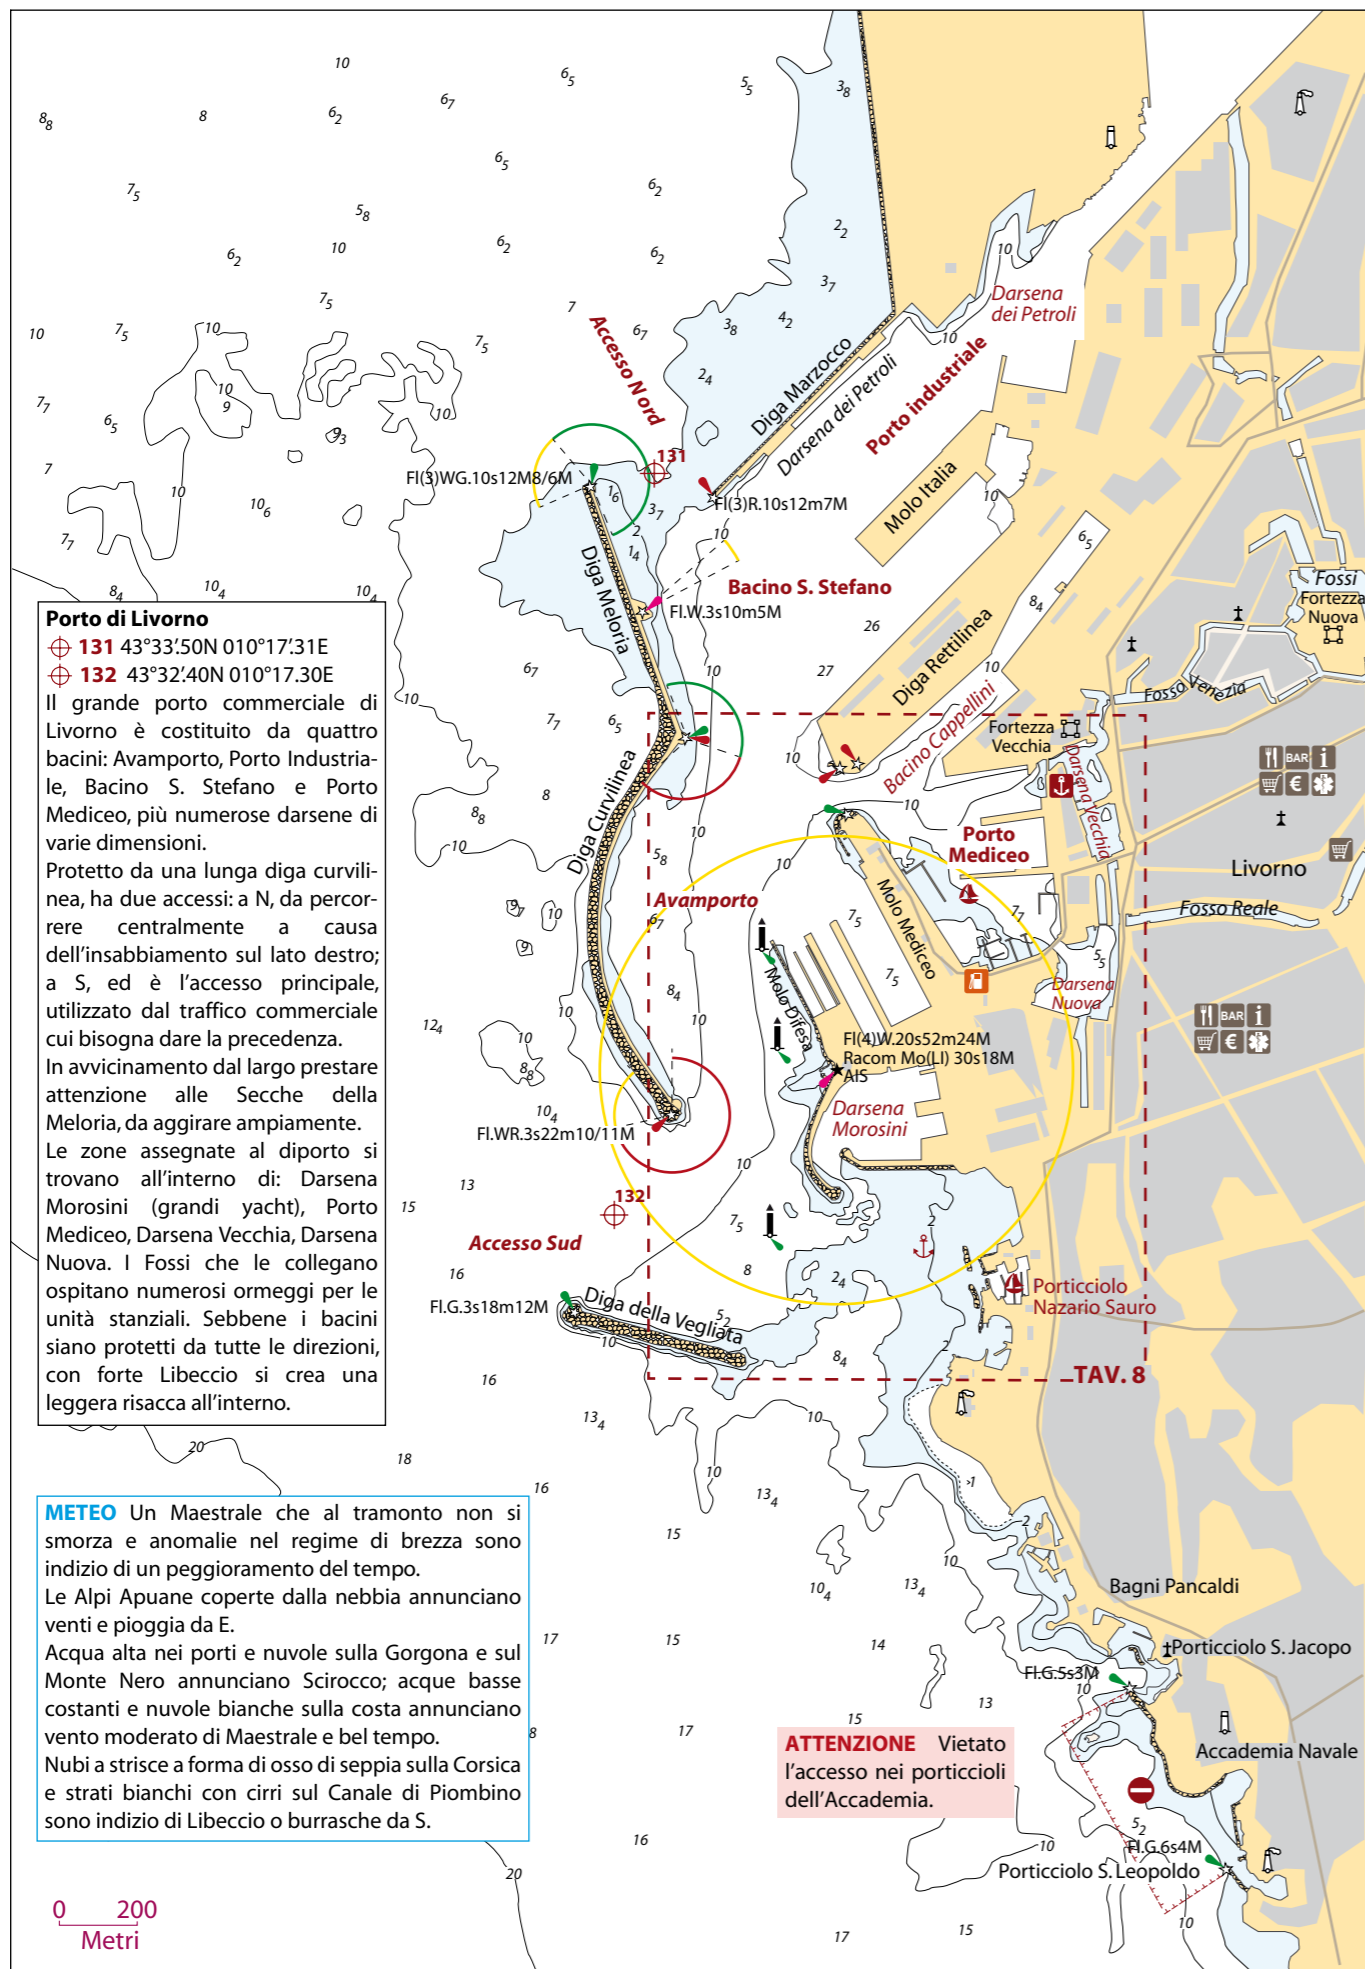 Porto di Livorno
131 43°33'.50N 010°17'.31E
132 43°32'.40N 010°17.30E
Il grande porto commerciale di
Livorno è costituito da quattro
bacini: Avamporto, Porto Industria-
le, Bacino S. Stefano e Porto
Mediceo, più numerose darsene di
varie dimensioni.
Protetto da una lunga diga curvili-
nea, ha due accessi: a N, da percor-
rere centralmente a causa
dell'insabbiamento sul lato destro;
a S, ed è l'accesso principale,
utilizzato dal traffico commerciale
cui bisogna dare la precedenza.
In avvicinamento dal largo prestare
attenzione alle Secche della
Meloria, da aggirare ampiamente.
Le zone assegnate al diporto si
trovano all'interno di: Darsena
Morosini (grandi yacht), Porto
Mediceo, Darsena Vecchia, Darsena
Nuova. I Fossi che le collegano
ospitano numerosi ormeggi per le
unità stanziali. Sebbene i bacini
siano protetti da tutte le direzioni,
con forte Libeccio si crea una
leggera risacca all'interno.
METEO Un Maestrale che al tramonto non si
smorza e anomalie nel regime di brezza sono
indizio di un peggioramento del tempo.
Le Alpi Apuane coperte dalla nebbia annunciano
venti e pioggia da E.
Acqua alta nei porti e nuvole sulla Gorgona e sul
Monte Nero annunciano Scirocco; acque basse
costanti e nuvole bianche sulla costa annunciano
vento moderato di Maestrale e bel tempo.
Nubi a strisce a forma di osso di seppia sulla Corsica
e strati bianchi con cirri sul Canale di Piombino
sono indizio di Libeccio o burrasche da S.
0 200
Metri
ATTENZIONE Vietato
l'accesso nei porticcioli
dell'Accademia.
Accesso Nord
131
Fl(3)WG.10s12M8/6M
Fl(3)R.10s12m7M
Diga Marzocco
Darsena dei Petroli
Darsena
dei Petroli
Porto industriale
Molo Italia
Diga Meloria
Bacino S. Stefano
Fl.W.3s10m5M
Diga Rettilinea
Bacino Cappellini
Fossi
Fortezza
Nuova
Fosso Venezia
Fortezza
Vecchia
Darsena Vecchia
BAR
Livorno
Fosso Reale
Diga Curvilinea
Avamporto
Porto
Mediceo
Molo Mediceo
Molo Difesa
Darsena
Nuova
BAR
Fl(4)W.20s52m24M
Racom Mo(LI) 30s18M
AIS
Darsena
Morosini
Fl.WR.3s22m10/11M
132
Accesso Sud
Fl.G.3s18m12M
Diga della Vegliata
Porticciolo
Nazario Sauro
TAV. 8
Bagni Pancaldi
Porticciolo S. Jacopo
Fl.G.5s3M
Accademia Navale
Fl.G.6s4M
Porticciolo S. Leopoldo